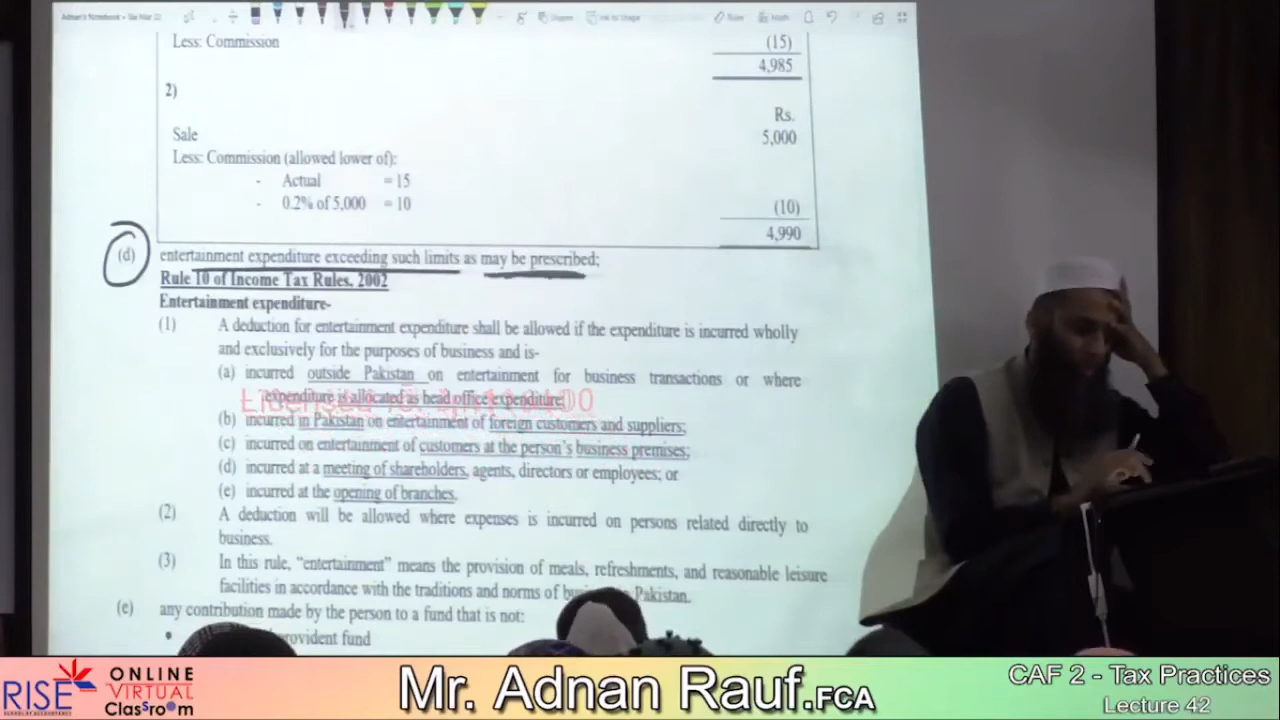 Adnan's Notebook >
Less: Commission (15)
4,985
2)
Rs.
Sale 5,000
Less: Commission (allowed lower of):
- Actual = 15
- 0.2% of 5,000 = 10 (10)
4,990
(d) entertainment expenditure exceeding such limits as may be prescribed;
Rule 10 of Income Tax Rules, 2002
Entertainment expenditure-
(1) A deduction for entertainment expenditure shall be allowed if the expenditure is incurred wholly
and exclusively for the purposes of business and is-
(a) incurred outside Pakistan on entertainment for business transactions or where
expenditure is allocated as head office expenditure;
(b) incurred in Pakistan on entertainment of foreign customers and suppliers;
(c) incurred on entertainment of customers at the person's business premises;
(d) incurred at a meeting of shareholders, agents, directors or employees; or
(e) incurred at the opening of branches.
(2) A deduction will be allowed where expenses is incurred on persons related directly to
business.
(3) In this rule, "entertainment" means the provision of meals, refreshments, and reasonable leisure
facilities in accordance with the traditions and norms of Pakistan.
(e) any contribution made by the person to a fund that is not:
• provident fund
RISE
ONLINE
VIRTUAL
Classroom
Mr. Adnan Rauf.FCA
CAF 2 - Tax Practices
Lecture 42